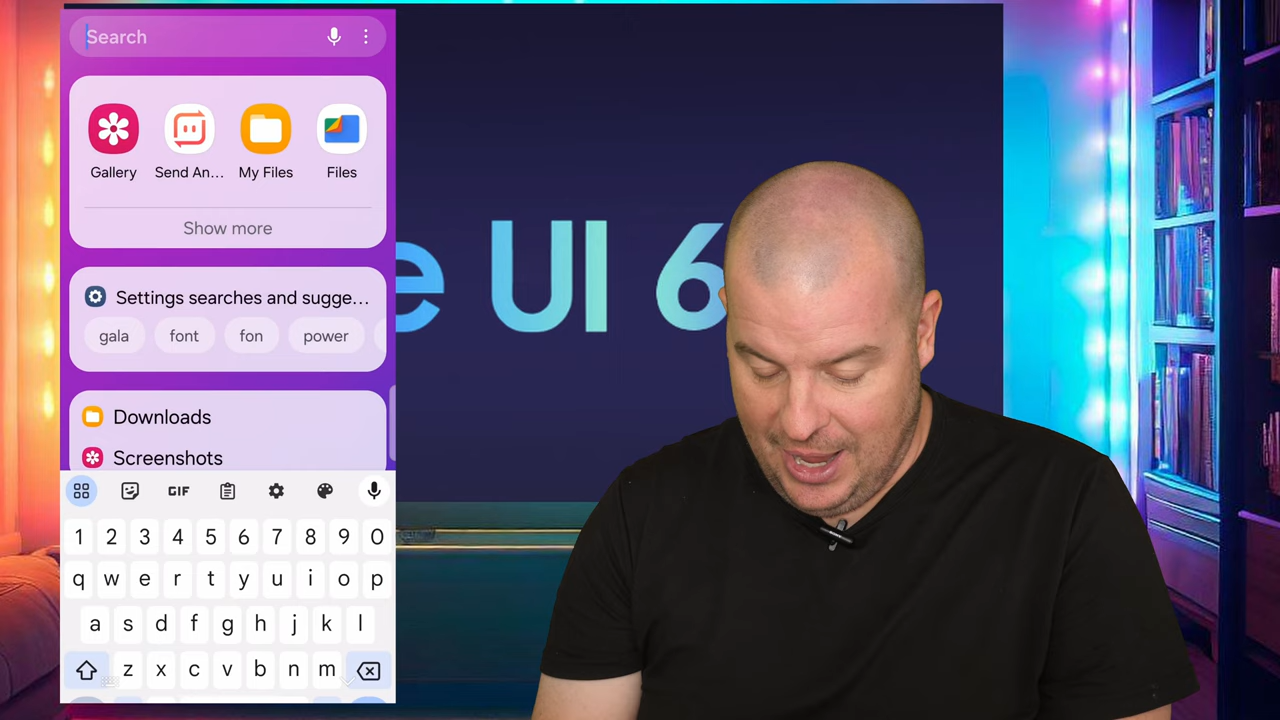 Search
Gallery
Send An...
My Files
Files
Show more
Settings searches and sugge...
gala
font
fon
power
Downloads
Screenshots
GIF
1 2 3 4 5 6 7 8 9 0
q w e r t y u i o p
a s d f g h j k l
z x c v b n m
e UI 6